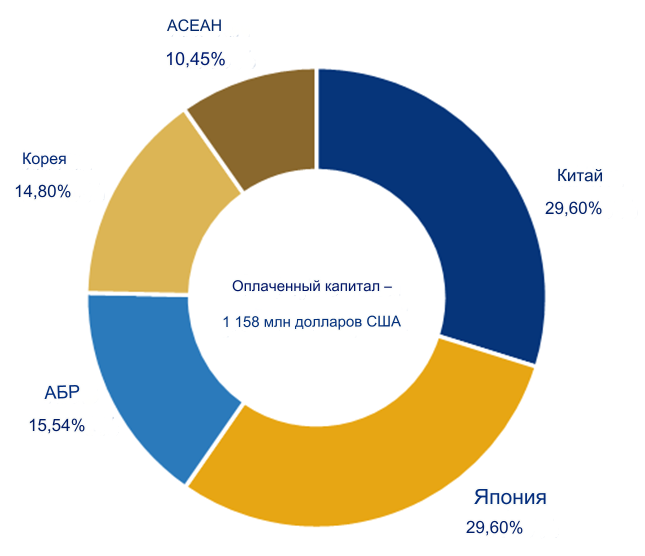 АСЕАН
10,45%
Китай
29,60%
Япония
29,60%
АБР
15,54%
Корея
14,80%
Оплаченный капитал –
1 158 млн долларов США